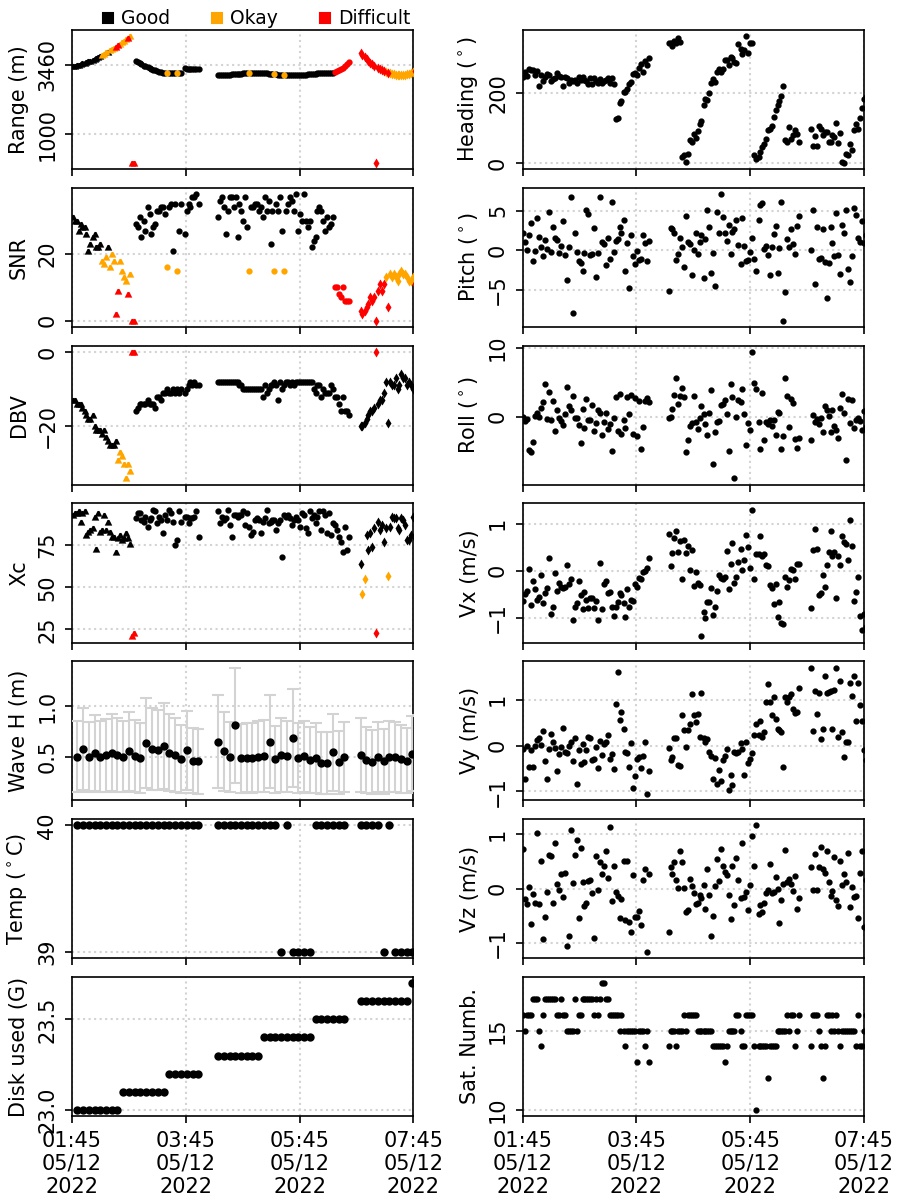 Good Okay Difficult
Range (m)
3460
1000
Heading (°)
200
0
SNR
20
0
Pitch (°)
5
0
−5
DBV
0
−20
Roll (°)
10
0
Xc
75
50
25
Vx (m/s)
1
0
−1
Wave H (m)
1.0
0.5
Vy (m/s)
1
0
−1
Temp (°C)
40
39
Vz (m/s)
1
0
−1
Disk used (G)
23.5
23.0
Sat. Numb.
15
10
01:45 03:45 05:45 07:45
05/12 05/12 05/12 05/12
2022 2022 2022 2022
01:45 03:45 05:45 07:45
05/12 05/12 05/12 05/12
2022 2022 2022 2022